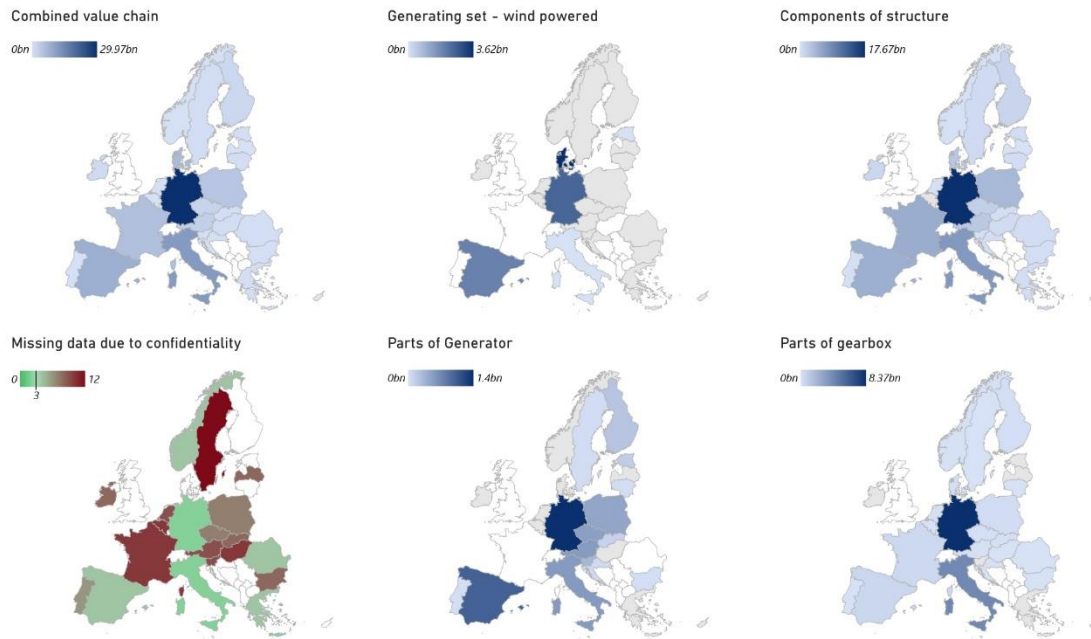 Combined value chain
0bn 29.97bn
Generating set - wind powered
0bn 3.62bn
Components of structure
0bn 17.67bn
Missing data due to confidentiality
0 12
3
Parts of Generator
0bn 1.4bn
Parts of gearbox
0bn 8.37bn